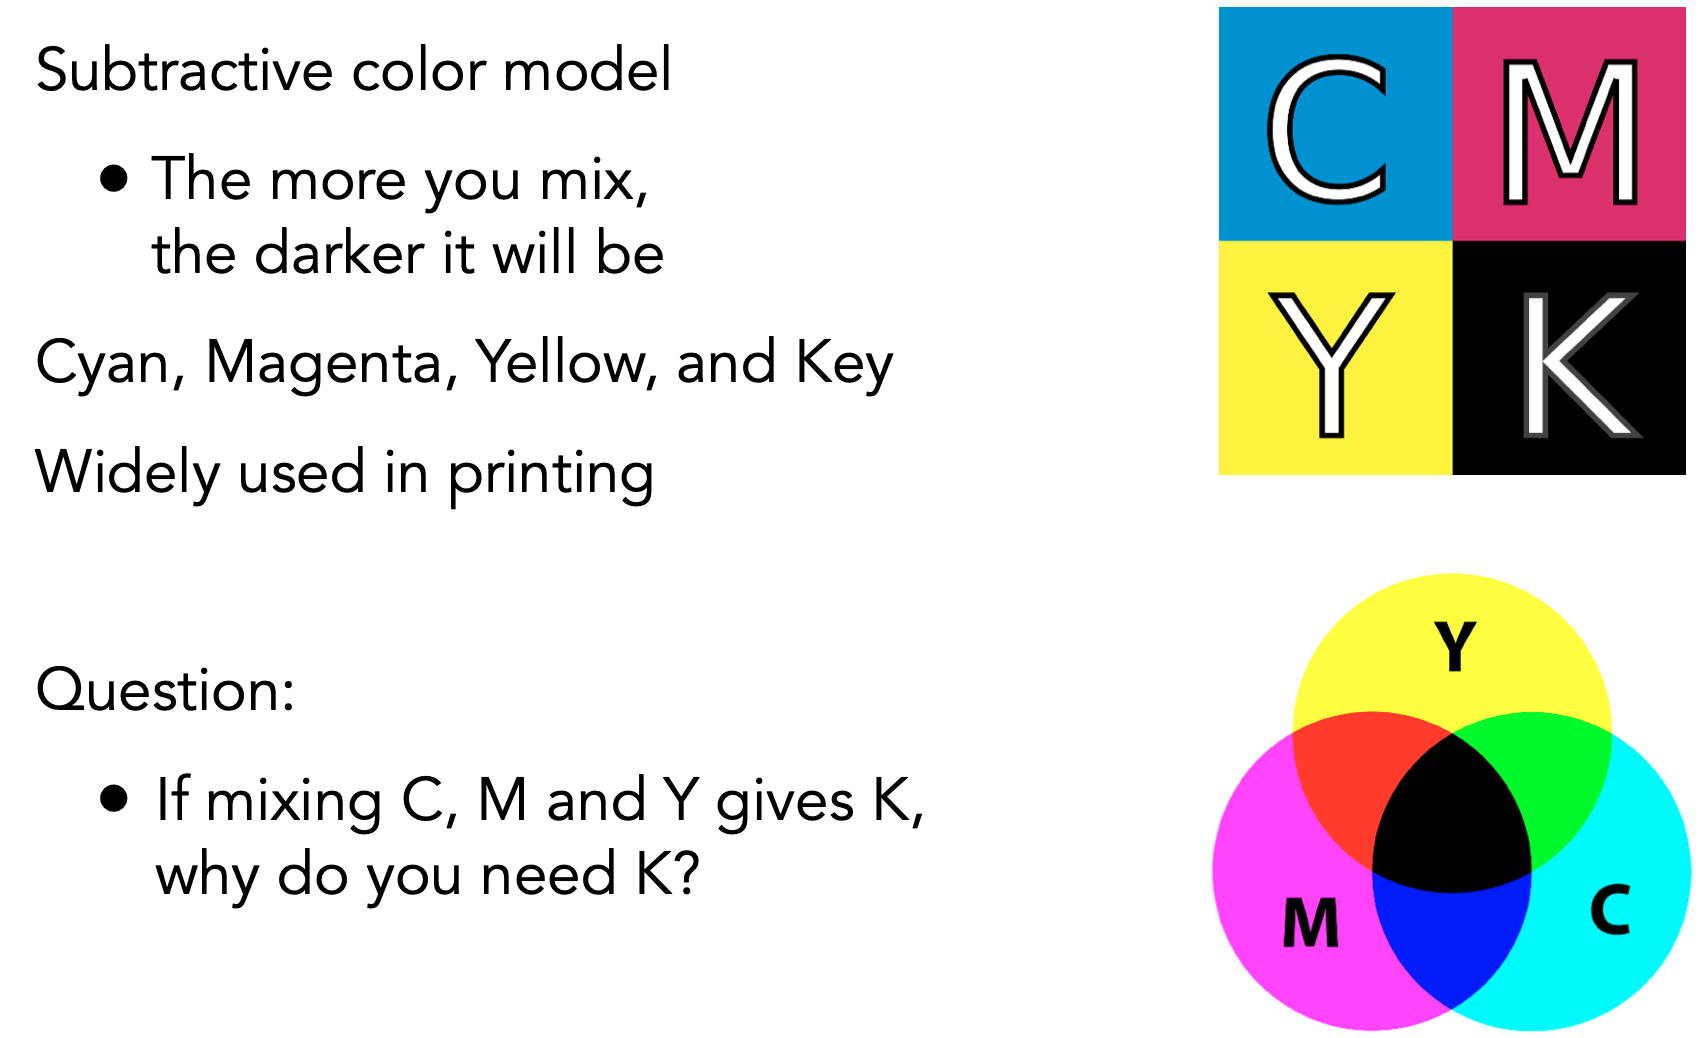 Subtractive color model
● The more you mix,
the darker it will be
Cyan, Magenta, Yellow, and Key
Widely used in printing
Question:
● If mixing C, M and Y gives K,
why do you need K?
C M
Y K
Y
M C